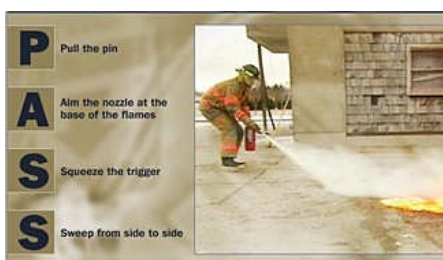 P
Pull the pin
A
Aim the nozzle at the
base of the flames
S
Squeeze the trigger
S
Sweep from side to side